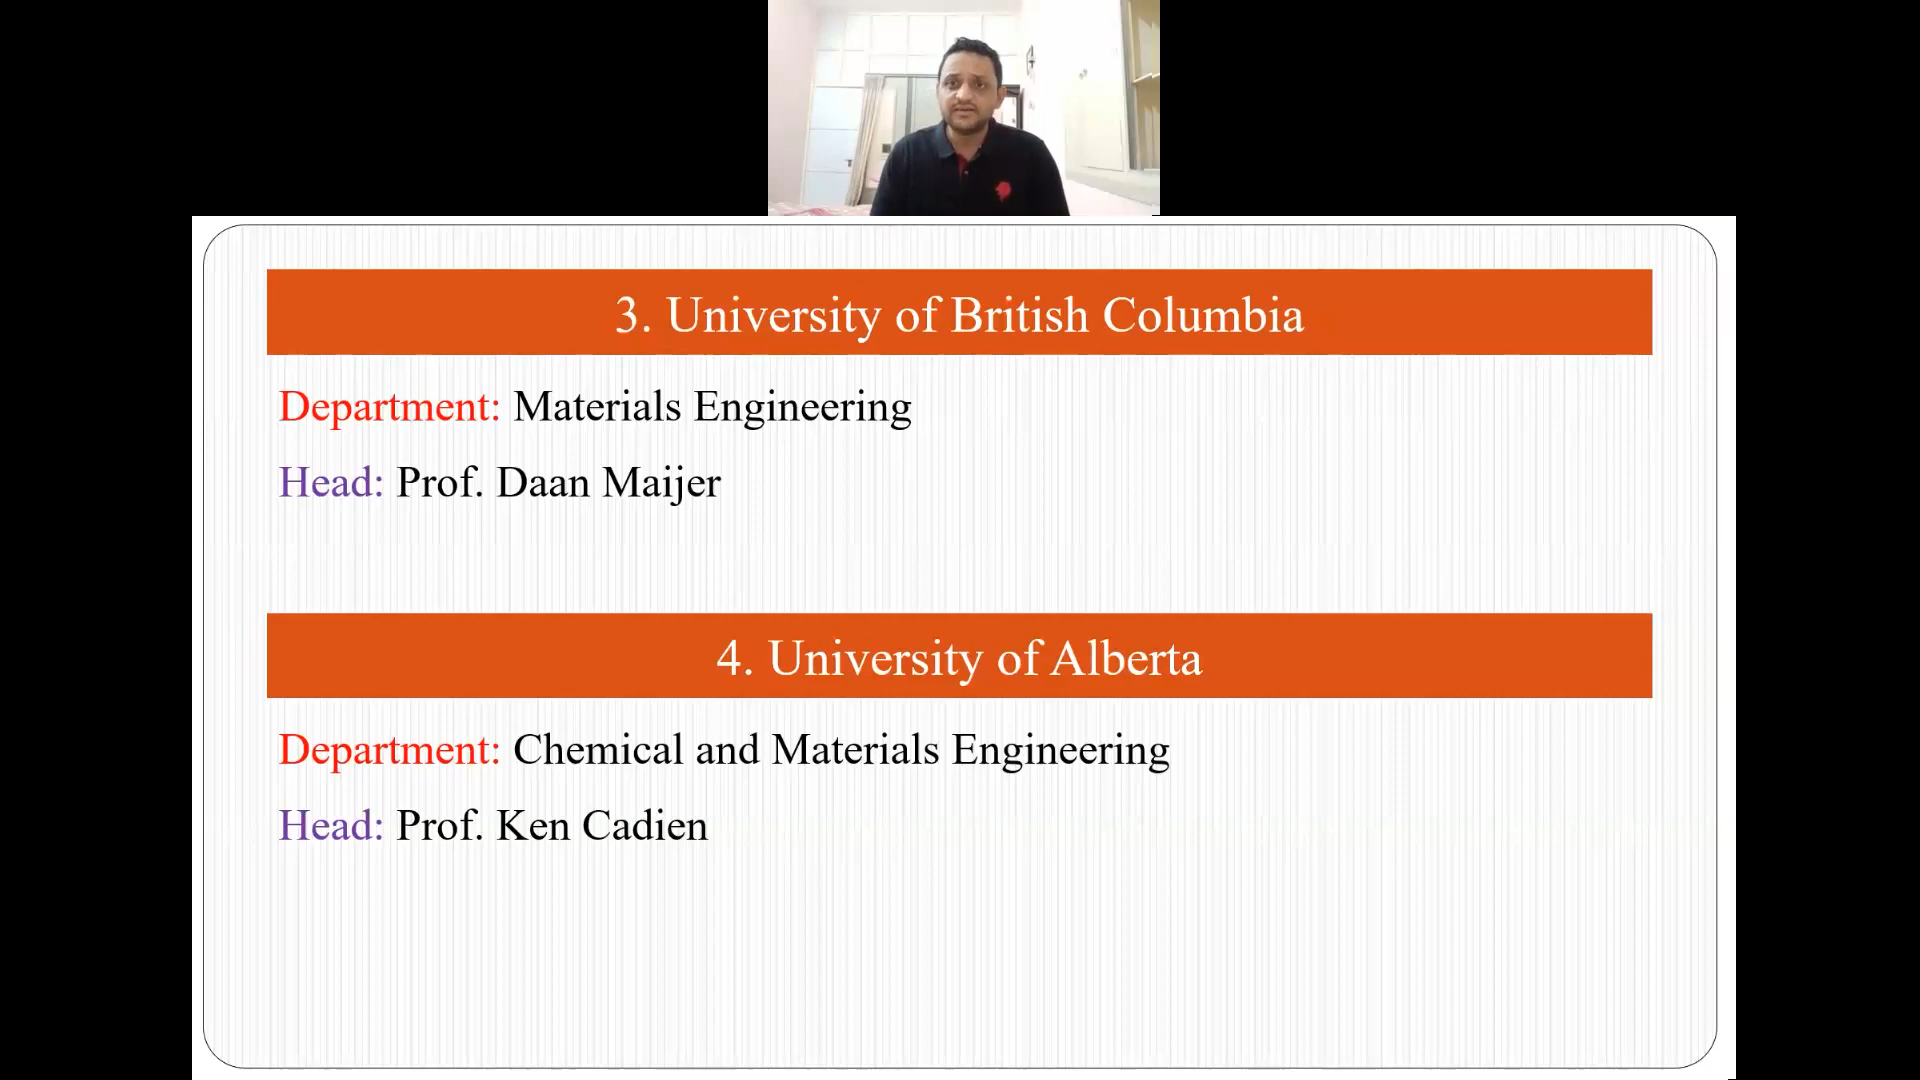 3. University of British Columbia
Department: Materials Engineering
Head: Prof. Daan Maijer
4. University of Alberta
Department: Chemical and Materials Engineering
Head: Prof. Ken Cadien